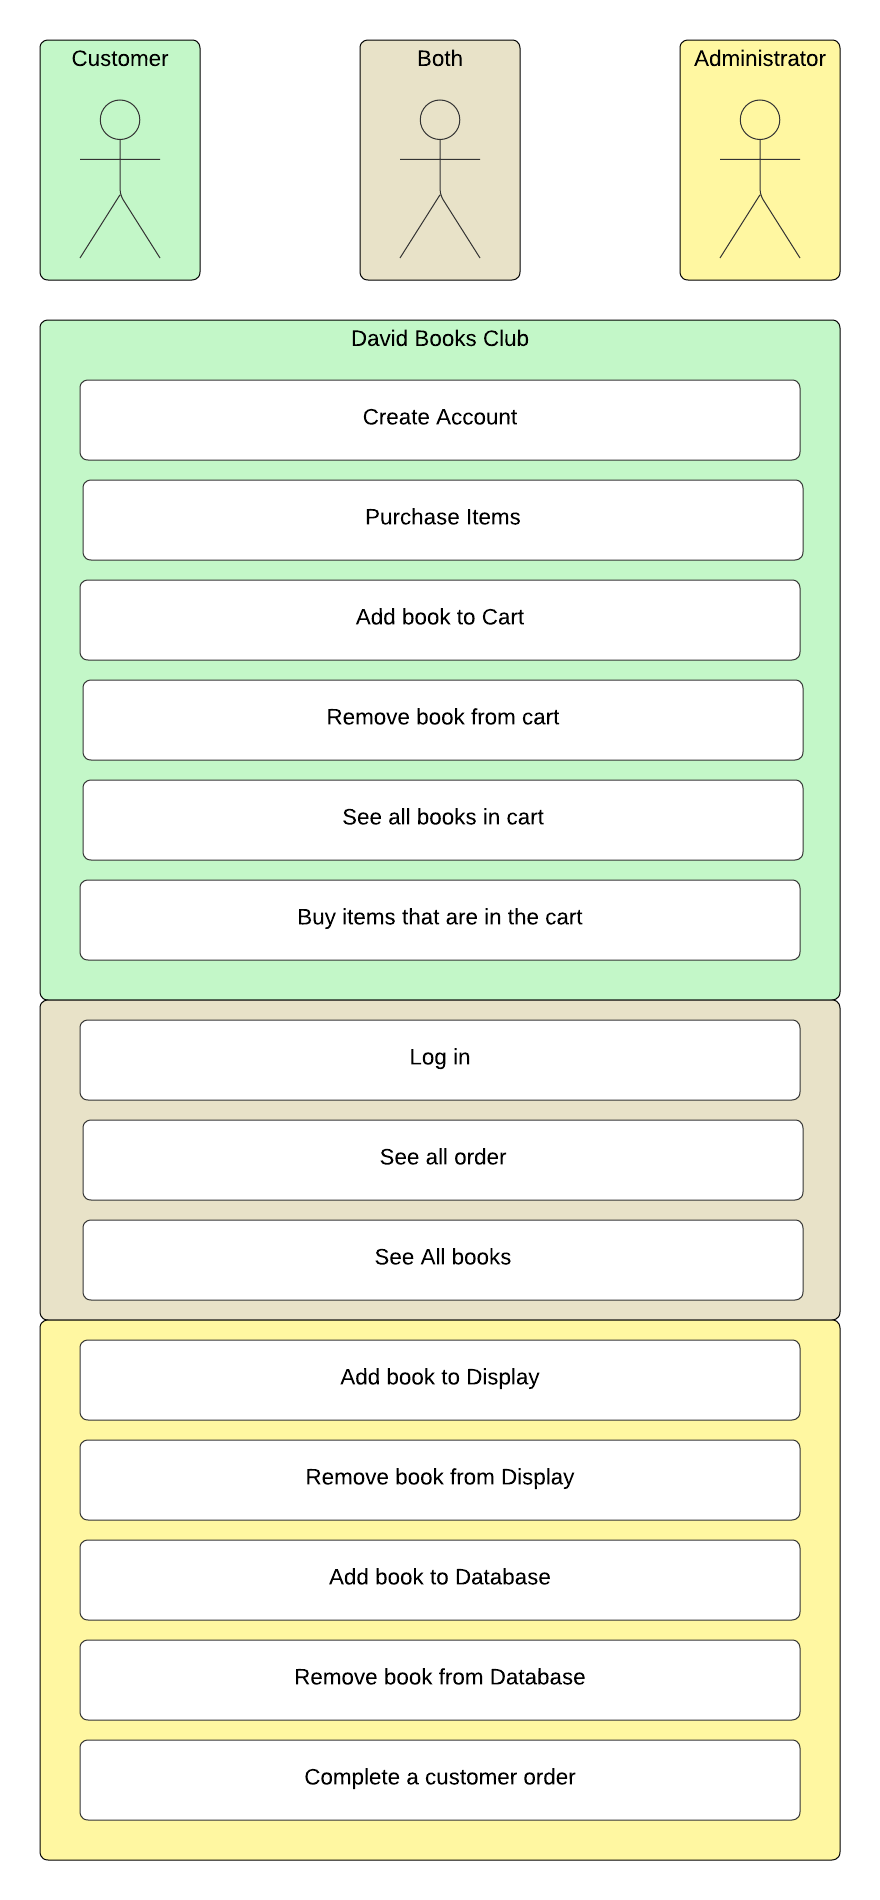 Customer
Both
Administrator
David Books Club
Create Account
Purchase Items
Add book to Cart
Remove book from cart
See all books in cart
Buy items that are in the cart
Log in
See all order
See All books
Add book to Display
Remove book from Display
Add book to Database
Remove book from Database
Complete a customer order